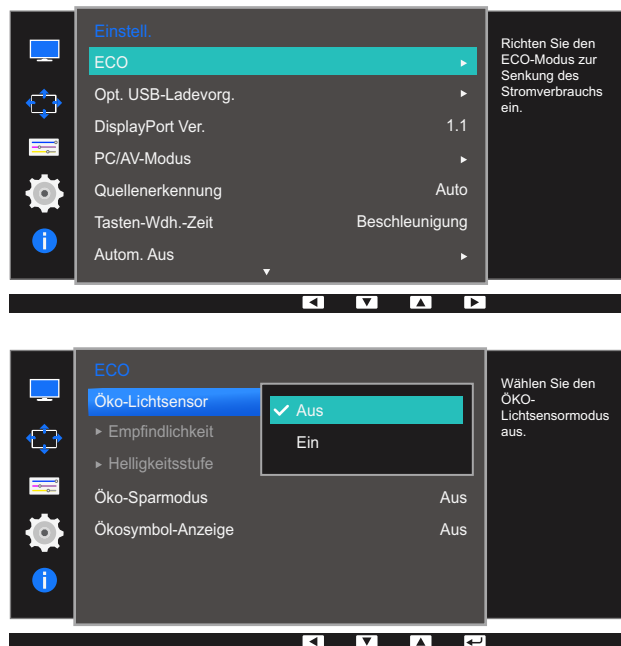 Einstell.
ECO
Opt. USB-Ladevorg.
DisplayPort Ver. 1.1
PC/AV-Modus
Quellenerkennung Auto
Tasten-Wdh.-Zeit Beschleunigung
Autom. Aus
Richten Sie den
ECO-Modus zur
Senkung des
Stromverbrauchs
ein.
ECO
Öko-Lichtsensor
Empfindlichkeit
Helligkeitsstufe
Aus
Ein
Öko-Sparmodus Aus
Ökosymbol-Anzeige Aus
Wählen Sie den
ÖKO-
Lichtsensormodus
aus.